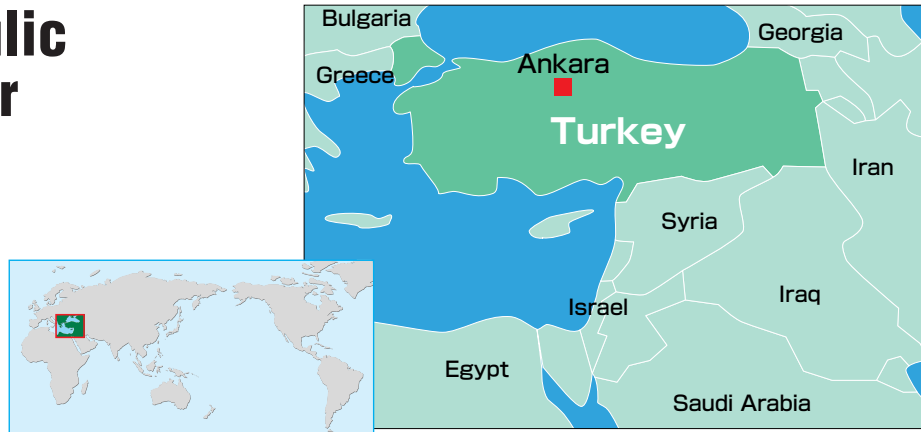 lic
r
Bulgaria
Georgia
Greece
Ankara
Turkey
Iran
Syria
Israel
Iraq
Egypt
Saudi Arabia